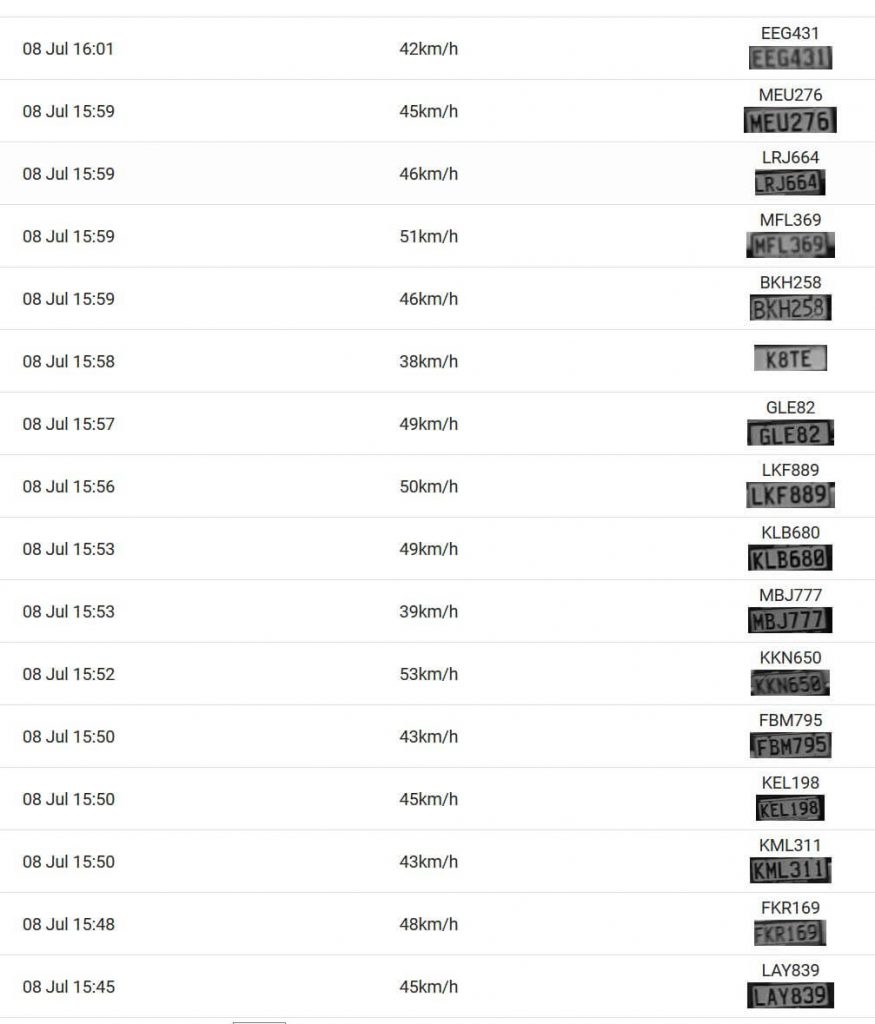 08 Jul 16:01 42km/h EEG431
EEG431
08 Jul 15:59 45km/h MEU276
MEU276
08 Jul 15:59 46km/h LRJ664
LRJ664
08 Jul 15:59 51km/h MFL369
MFL369
08 Jul 15:59 46km/h BKH258
BKH258
08 Jul 15:58 38km/h K8TE
08 Jul 15:57 49km/h GLE82
GLE82
08 Jul 15:56 50km/h LKF889
LKF889
08 Jul 15:53 49km/h KLB680
KLB680
08 Jul 15:53 39km/h MBJ777
MBJ777
08 Jul 15:52 53km/h KKN650
KKN650
08 Jul 15:50 43km/h FBM795
FBM795
08 Jul 15:50 45km/h KEL198
KEL198
08 Jul 15:50 43km/h KML311
KML311
08 Jul 15:48 48km/h FKR169
FKR169
08 Jul 15:45 45km/h LAY839
LAY839